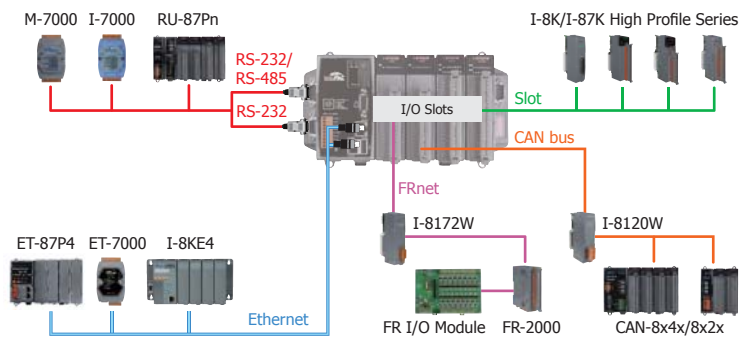 M-7000 I-7000 RU-87Pn
I-8K/I-87K High Profile Series
RS-232/
RS-485
RS-232
I/O Slots
Slot
CAN bus
FRnet
I-8172W
I-8120W
ET-87P4 ET-7000 I-8KE4
Ethernet
FR I/O Module FR-2000 CAN-8x4x/8x2x